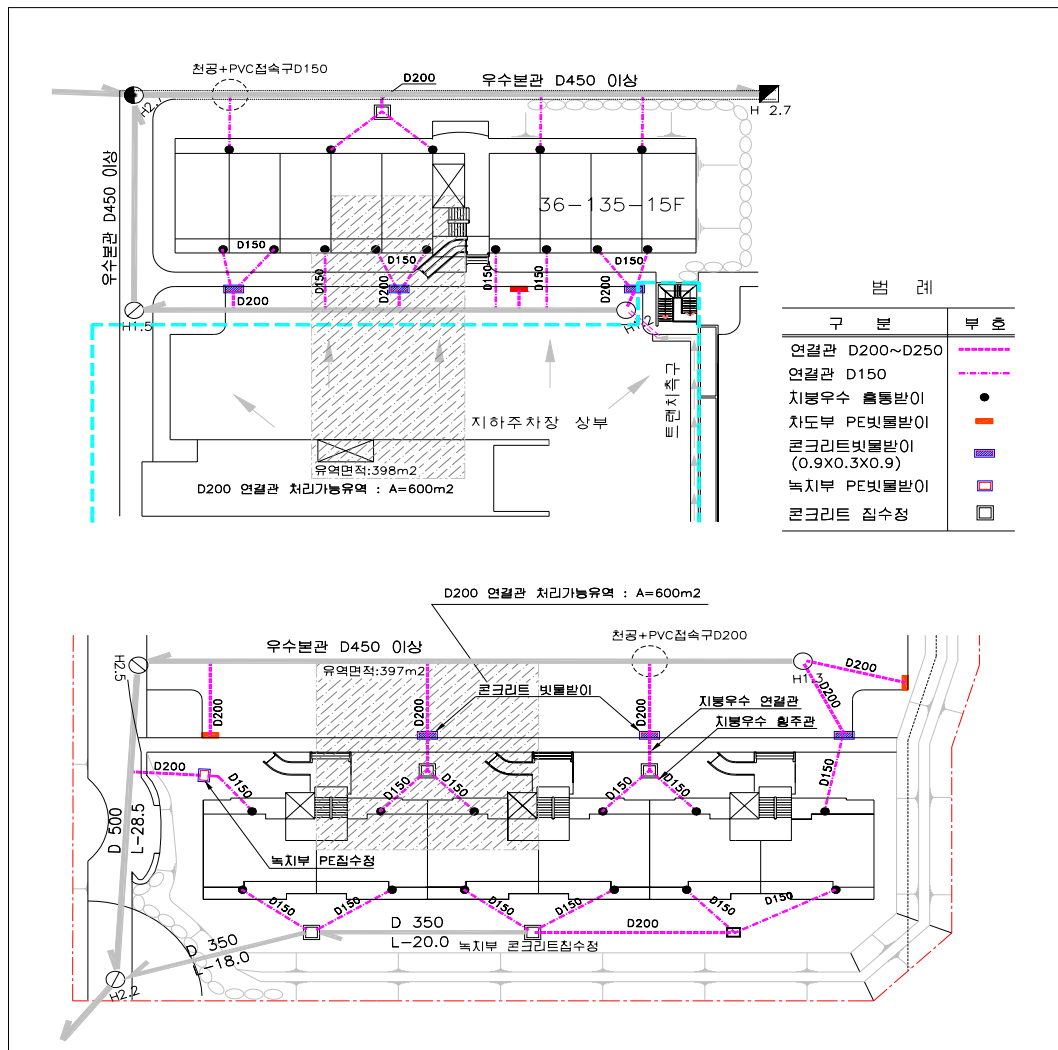 천공+PVC접속구D150
D200
우수본관 D450 이상
H2.1
H 2.7
우수본관 D450 이상
36-135-15F
D150
D150
D150
D200
D150
D200
D150
D150
D200
H1.5
H1.2
지하주차장 상부
트랜치측구
유역면적:398m2
D200 연결관 처리가능유역 : A=600m2
범 례
구 분 부 호
연결관 D200~D250
연결관 D150
지붕우수 홈통받이
차도부 PE빗물받이
콘크리트빗물받이
(0.9X0.3X0.9)
녹지부 PE빗물받이
콘크리트 집수정
D200 연결관 처리가능유역 : A=600m2
우수본관 D450 이상
천공+PVC접속구D200
H2.5
유역면적:397m2
H1.3
D200
콘크리트 빗물받이
지붕우수 연결관
지붕우수 횡주관
D200
D200
D200
D200
D200
D150
D150
D150
D150
D150
D150
D 500
L-28.5
녹지부 PE집수정
D150
D150
D150
D150
D150
D150
D 350
L-20.0
D200
녹지부 콘크리트집수정
D 350
L-18.0
H2.2